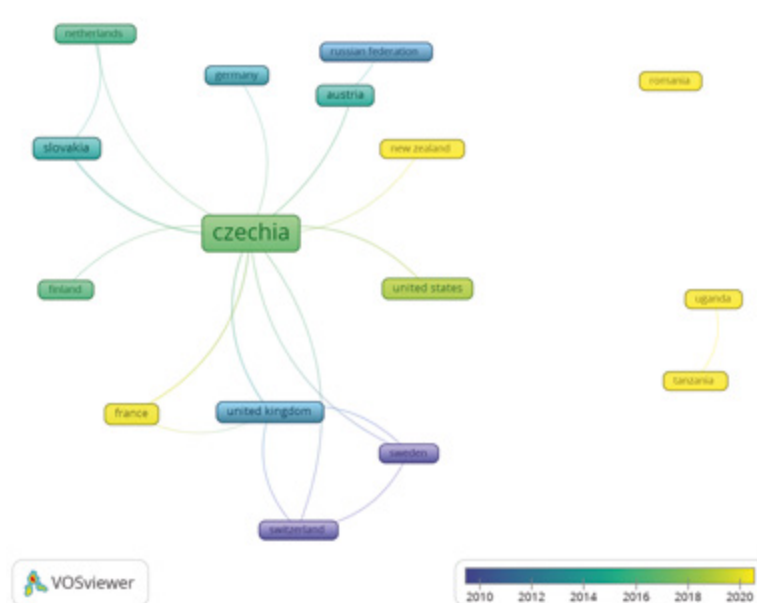 netherlands
russian federation
germany
romania
austria
slovakia
new zealand
czechia
finland
united states
uganda
tanzania
france
united kingdom
sweden
switzerland
VOSviewer
2010 2012 2014 2016 2018 2020